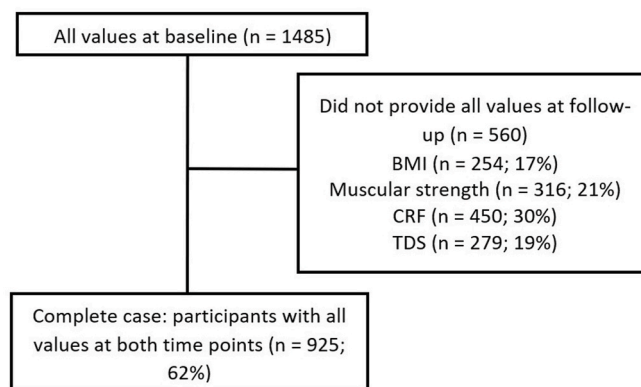 All values at baseline (n = 1485)
Did not provide all values at follow-
up (n = 560)
BMI (n = 254; 17%)
Muscular strength (n = 316; 21%)
CRF (n = 450; 30%)
TDS (n = 279; 19%)
Complete case: participants with all
values at both time points (n = 925;
62%)